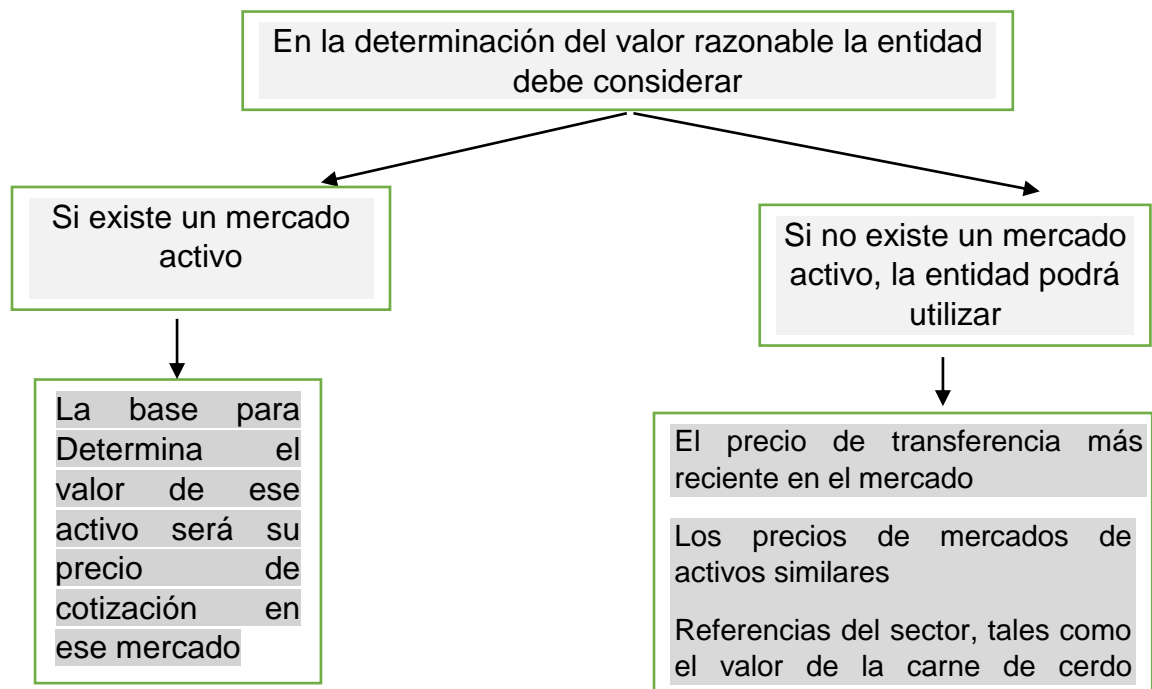 En la determinación del valor razonable la entidad
debe considerar
Si existe un mercado
activo
Si no existe un mercado
activo, la entidad podrá
utilizar
La base para
Determina el
valor de ese
activo será su
precio de
cotización en
ese mercado
El precio de transferencia más
reciente en el mercado
Los precios de mercados de
activos similares
Referencias del sector, tales como
el valor de la carne de cerdo